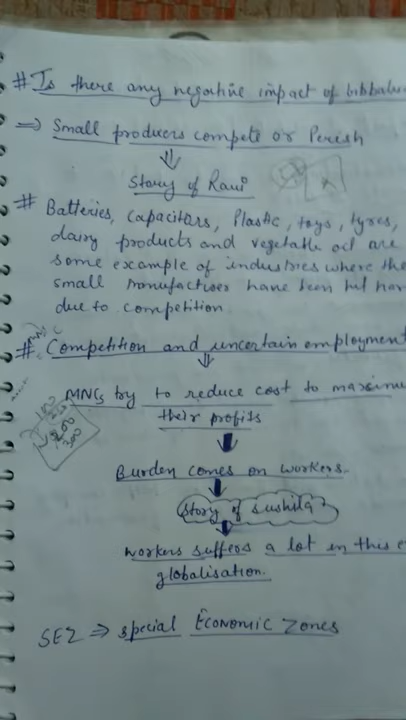 # Is there any negative impact of
⇒ Small producers compete or Perish
⇓
Story of Ravi
# Batteries, Capacitors, Plastic, toys, tyres,
dairy products and vegetable oil are
some example of industries where the
small manufacturer have been hit
due to competition.
# Competition and uncertain employment
⇓
MNCs try to reduce cost to
their profits
↓
Burden comes on workers.
↓
Story of Sushila
↓
Workers suffers a lot in this
globalisation.
SEZ ⇒ Special Economic Zones